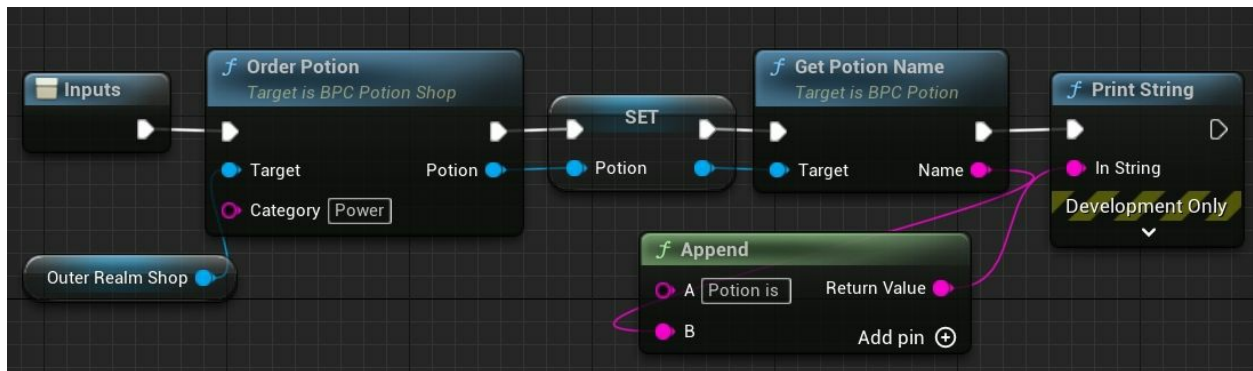 Inputs
f Order Potion
Target is BPC Potion Shop
Target
Potion
Category Power
Outer Realm Shop
SET
Potion
f Get Potion Name
Target is BPC Potion
Target
Name
f Print String
In String
Development Only
f Append
A Potion is
Return Value
B
Add pin